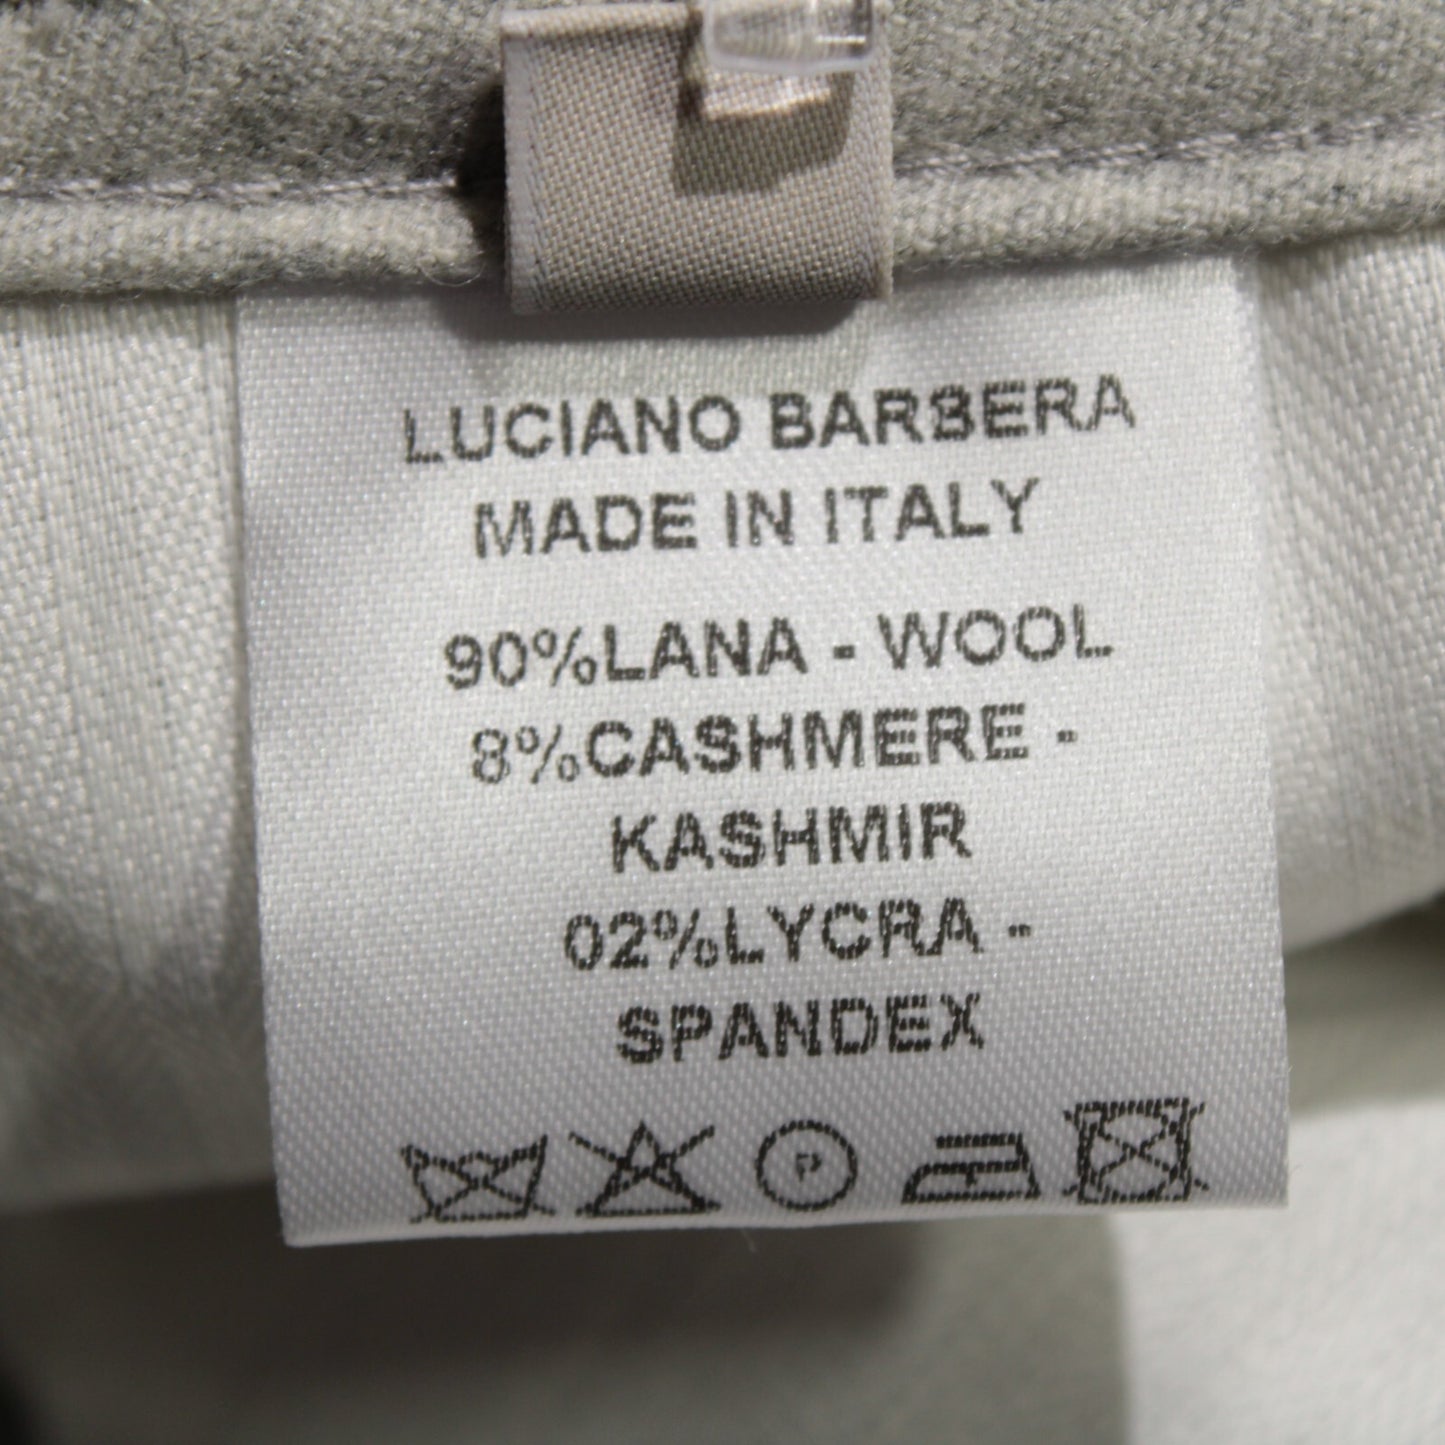 LUCIANO BARBERA
MADE IN ITALY
90%LANA - WOOL
8%CASHMERE -
KASHMIR
02%LYCRA -
SPANDEX
P